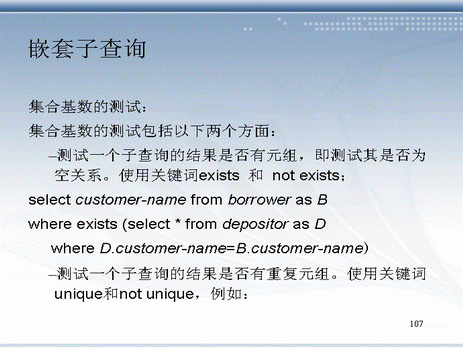 嵌套子查询
集合基数的测试：
集合基数的测试包括以下两个方面：
–测试一个子查询的结果是否有元组，即测试其是否为
空关系。使用关键词exists 和 not exists；
select customer-name from borrower as B
where exists (select * from depositor as D
where D.customer-name=B.customer-name）
–测试一个子查询的结果是否有重复元组。使用关键词
unique和not unique，例如：
107